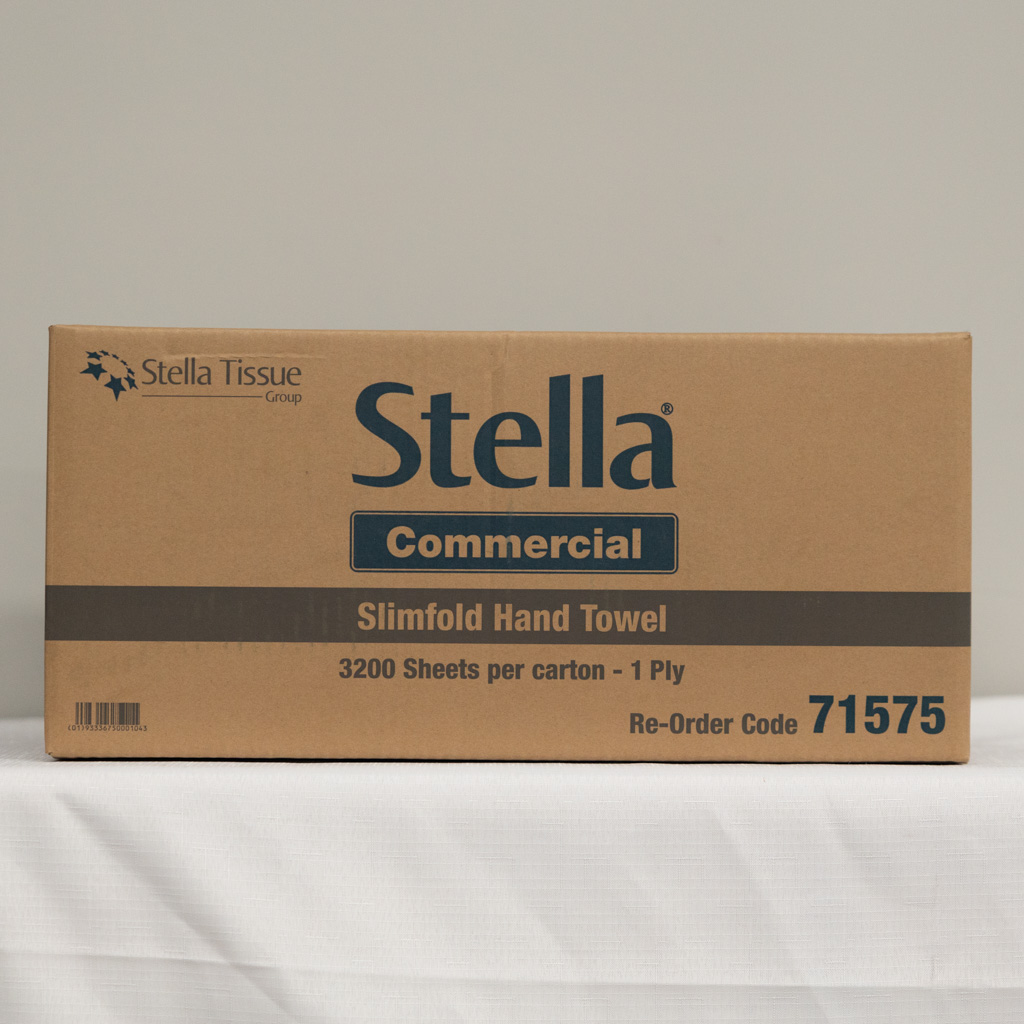 Stella Tissue
Group
Stella®
Commercial
Slimfold Hand Towel
3200 Sheets per carton - 1 Ply
Re-Order Code 71575